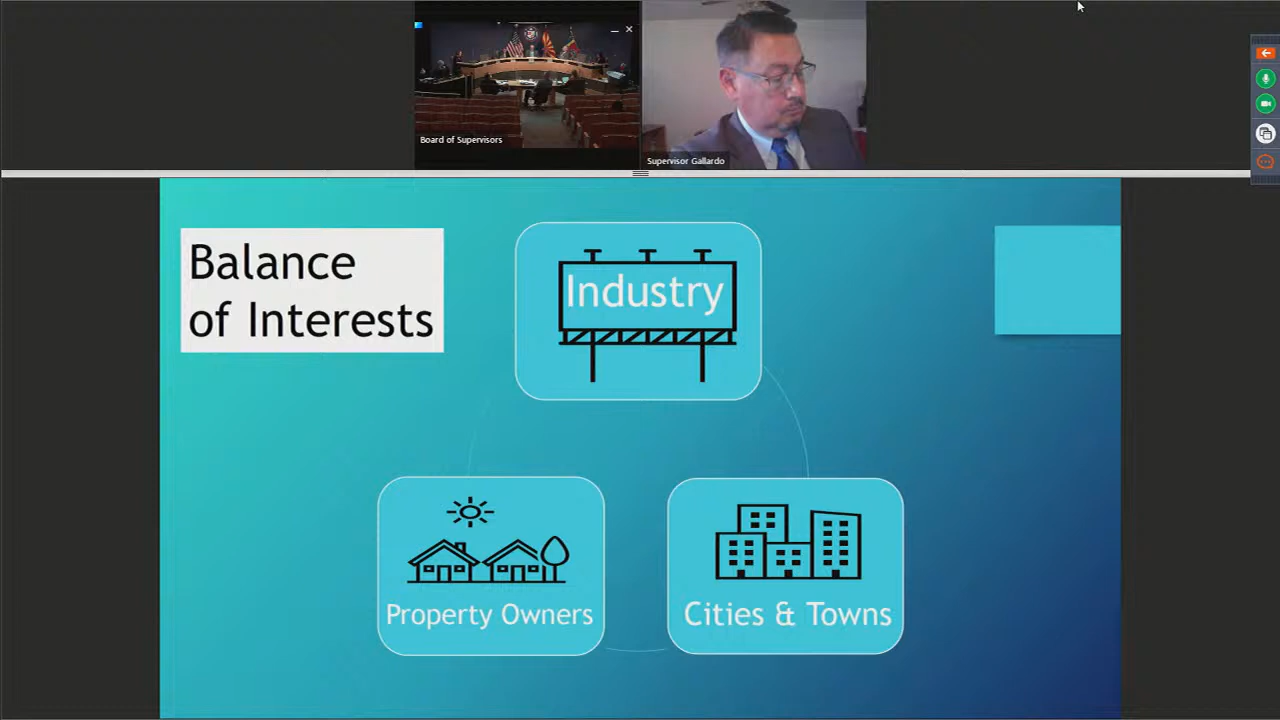 Board of Supervisors
Supervisor Gallardo
Balance
of Interests
Industry
Property Owners
Cities & Towns